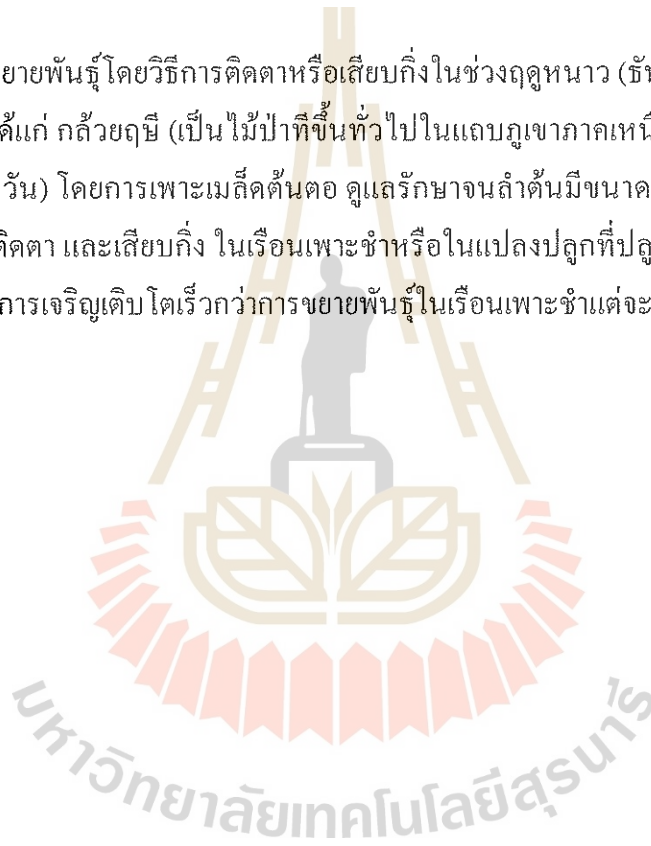 ยายพันธุ์โดยวิธีการติดตาหรือเสียบกิ่งในช่วงฤดูหนาว (ธัน
ด้แก่ กล้วยฤษี (เป็นไม้ป่าที่ขึ้นทั่วไปในแถบภูเขาภาคเหนื
วัน) โดยการเพาะเมล็ดต้นตอ ดูแลรักษาจนลำต้นมีขนาด
ติดตา และเสียบกิ่ง ในเรือนเพาะชำหรือในแปลงปลูกที่ปลู
การเจริญเติบโตเร็วกว่าการขยายพันธุ์ในเรือนเพาะชำแต่จะ
มหาวิทยาลัยเทคโนโลยีสุรนารี